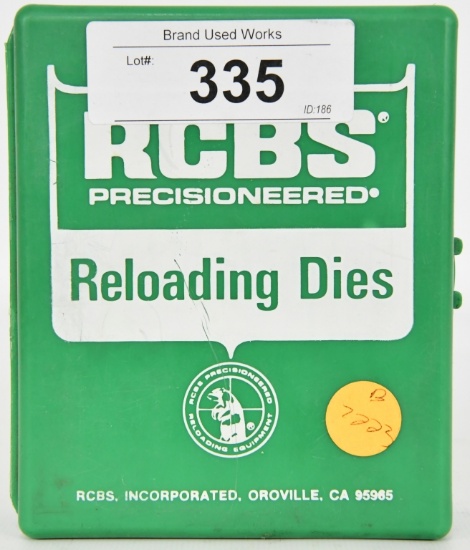 Brand Used Works
Lot#:
335
ID:186
RCBS®
PRECISIONEERED®
Reloading Dies
RCBS PRECISIONEERED
RELOADING EQUIPMENT
®
B
RCBS, INCORPORATED, OROVILLE, CA 95965